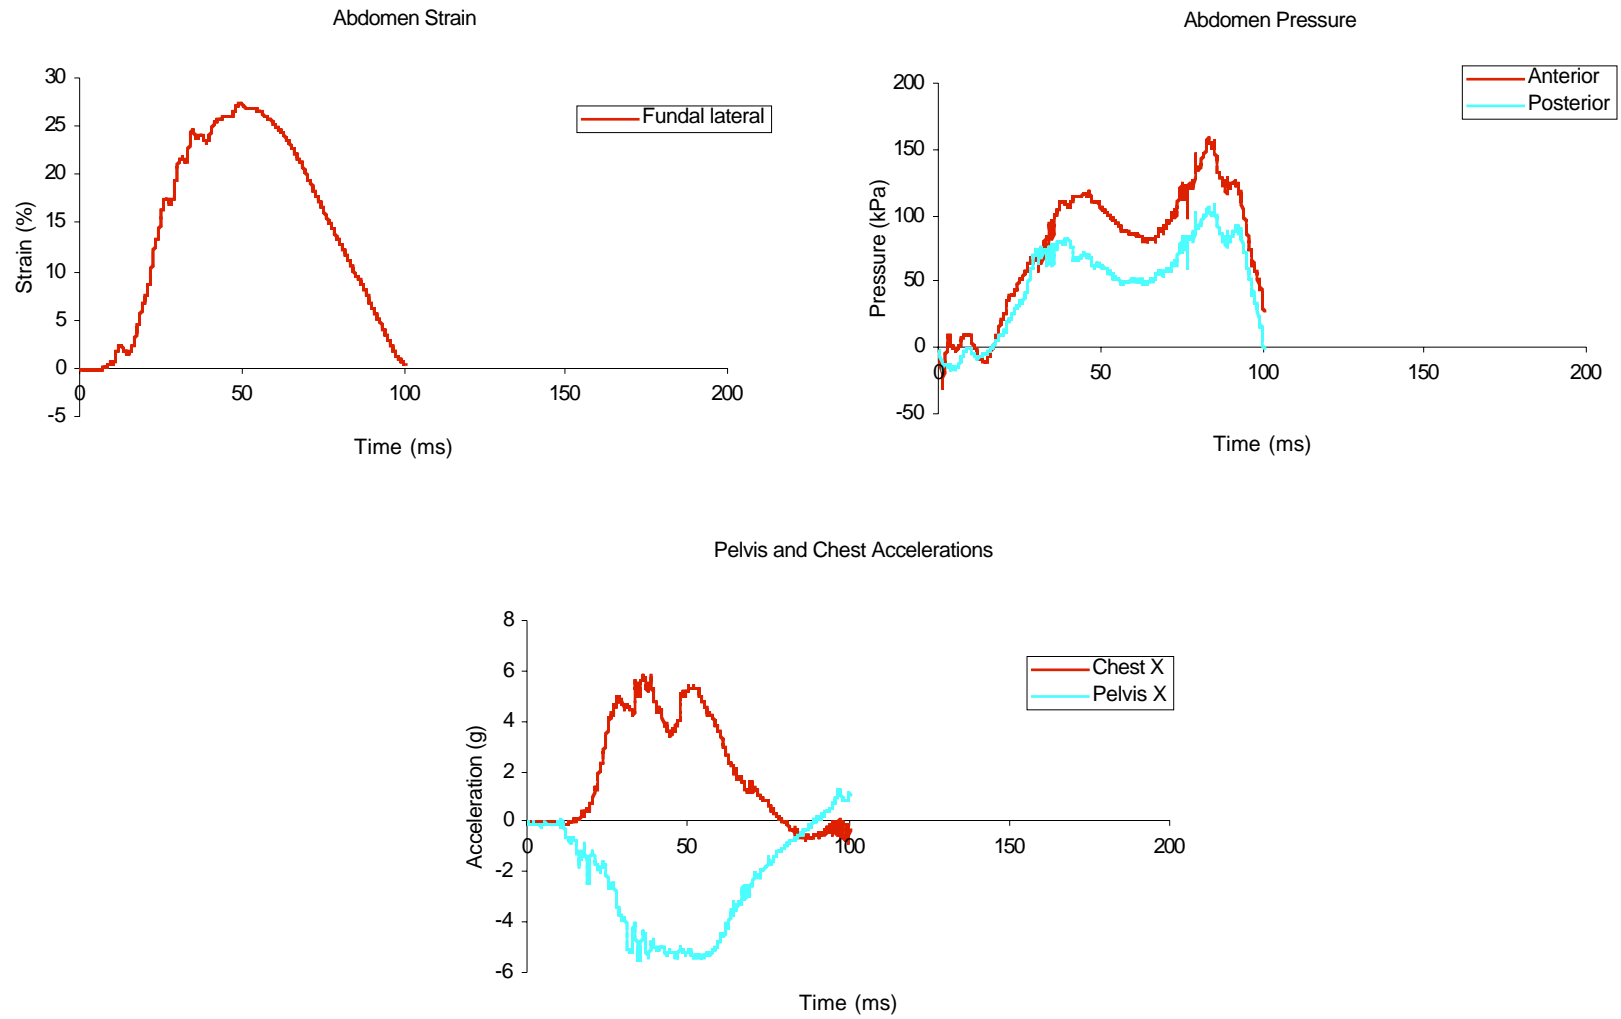 Abdomen Strain
30
25
20
15
10
5
0
-5
0
50
100
150
200
Strain (%)
Time (ms)
Fundal lateral
Abdomen Pressure
200
150
100
50
0
-50
0
50
100
150
200
Pressure (kPa)
Time (ms)
Anterior
Posterior
Pelvis and Chest Accelerations
8
6
4
2
0
-2
-4
-6
0
50
100
150
200
Acceleration (g)
Time (ms)
Chest X
Pelvis X